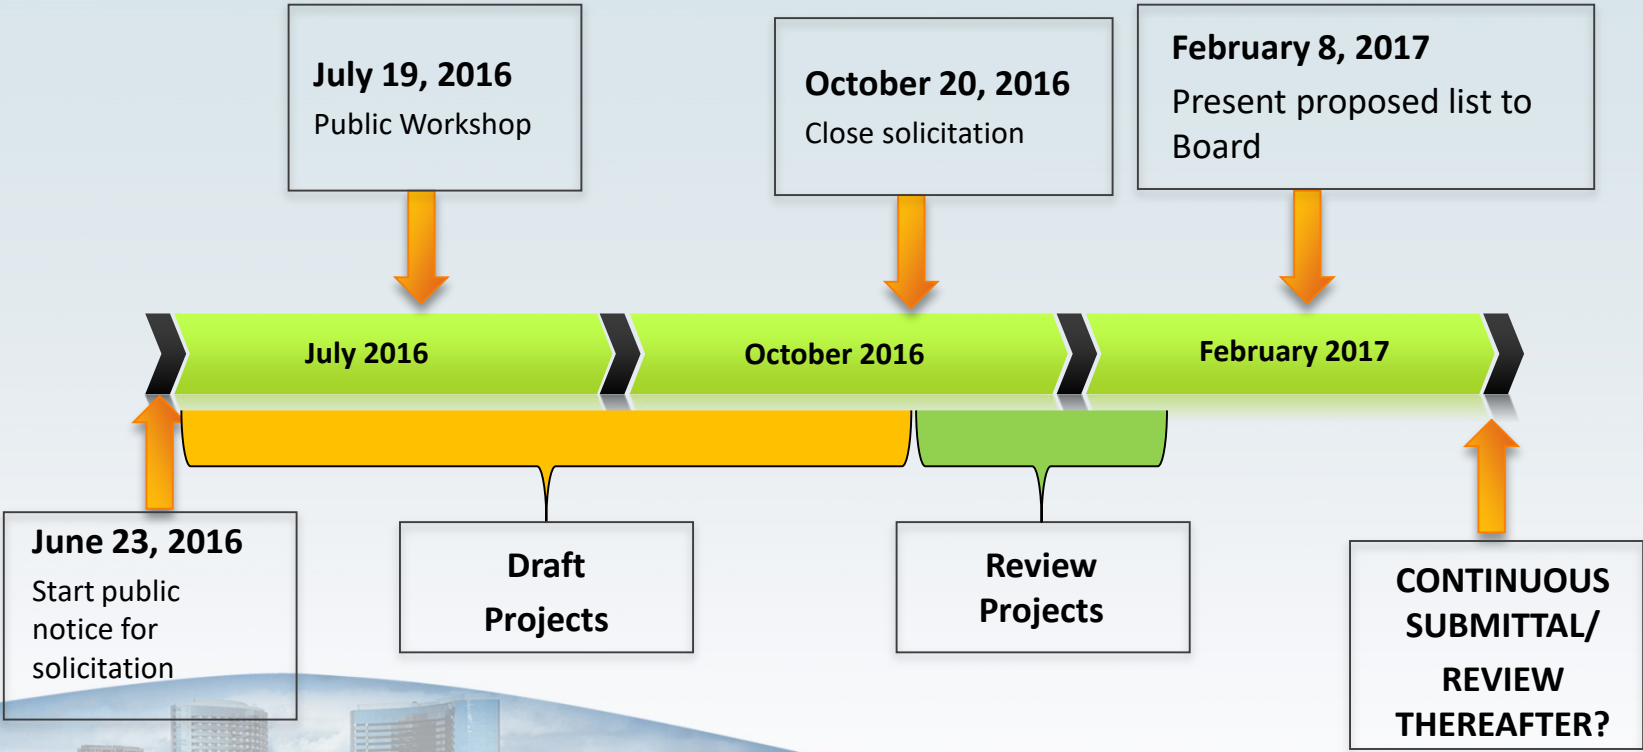 July 19, 2016
Public Workshop
October 20, 2016
Close solicitation
February 8, 2017
Present proposed list to
Board
July 2016
October 2016
February 2017
June 23, 2016
Start public
notice for
solicitation
Draft
Projects
Review
Projects
CONTINUOUS
SUBMITTAL/
REVIEW
THEREAFTER?